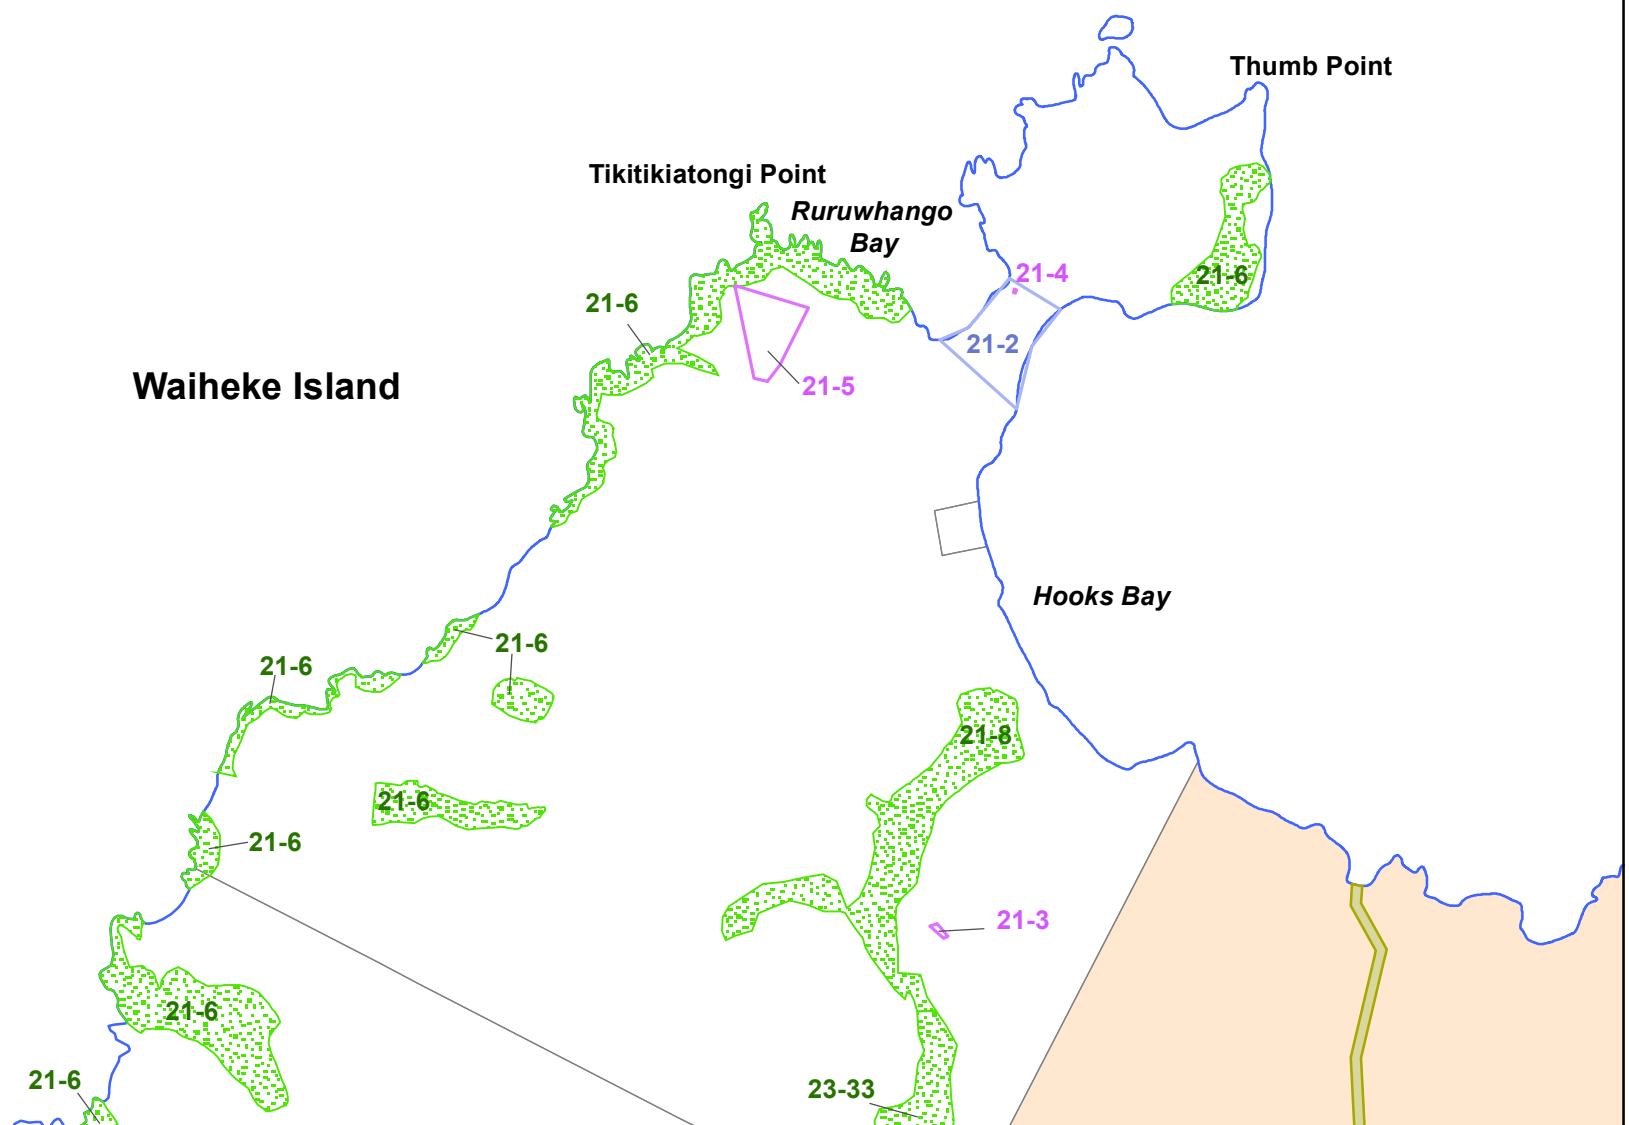 Thumb Point
Tikitikiatongi Point
Ruruwhango
Bay
21-4
21-6
21-6
21-2
Waiheke Island
21-5
Hooks Bay
21-6
21-6
21-8
21-6
21-6
21-3
21-6
21-6
23-33